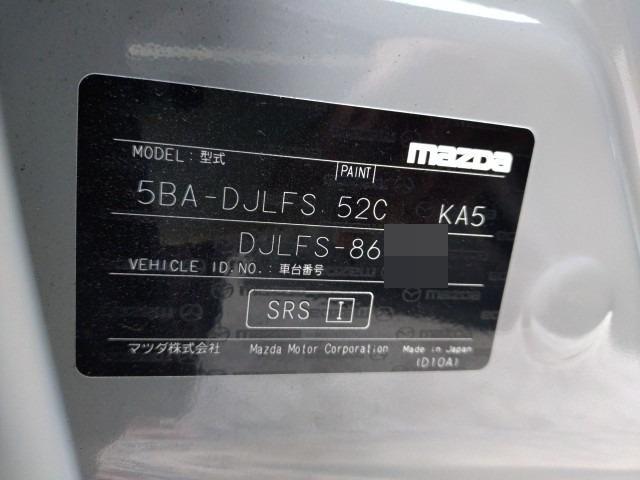 mazda
MODEL:型式 PAINT
5BA-DJLFS 52C KA5
DJLFS-86
VEHICLE ID.NO.:車台番号
SRS I
マツダ株式会社 Mazda Motor Corporation Made in Japan
(D10A)